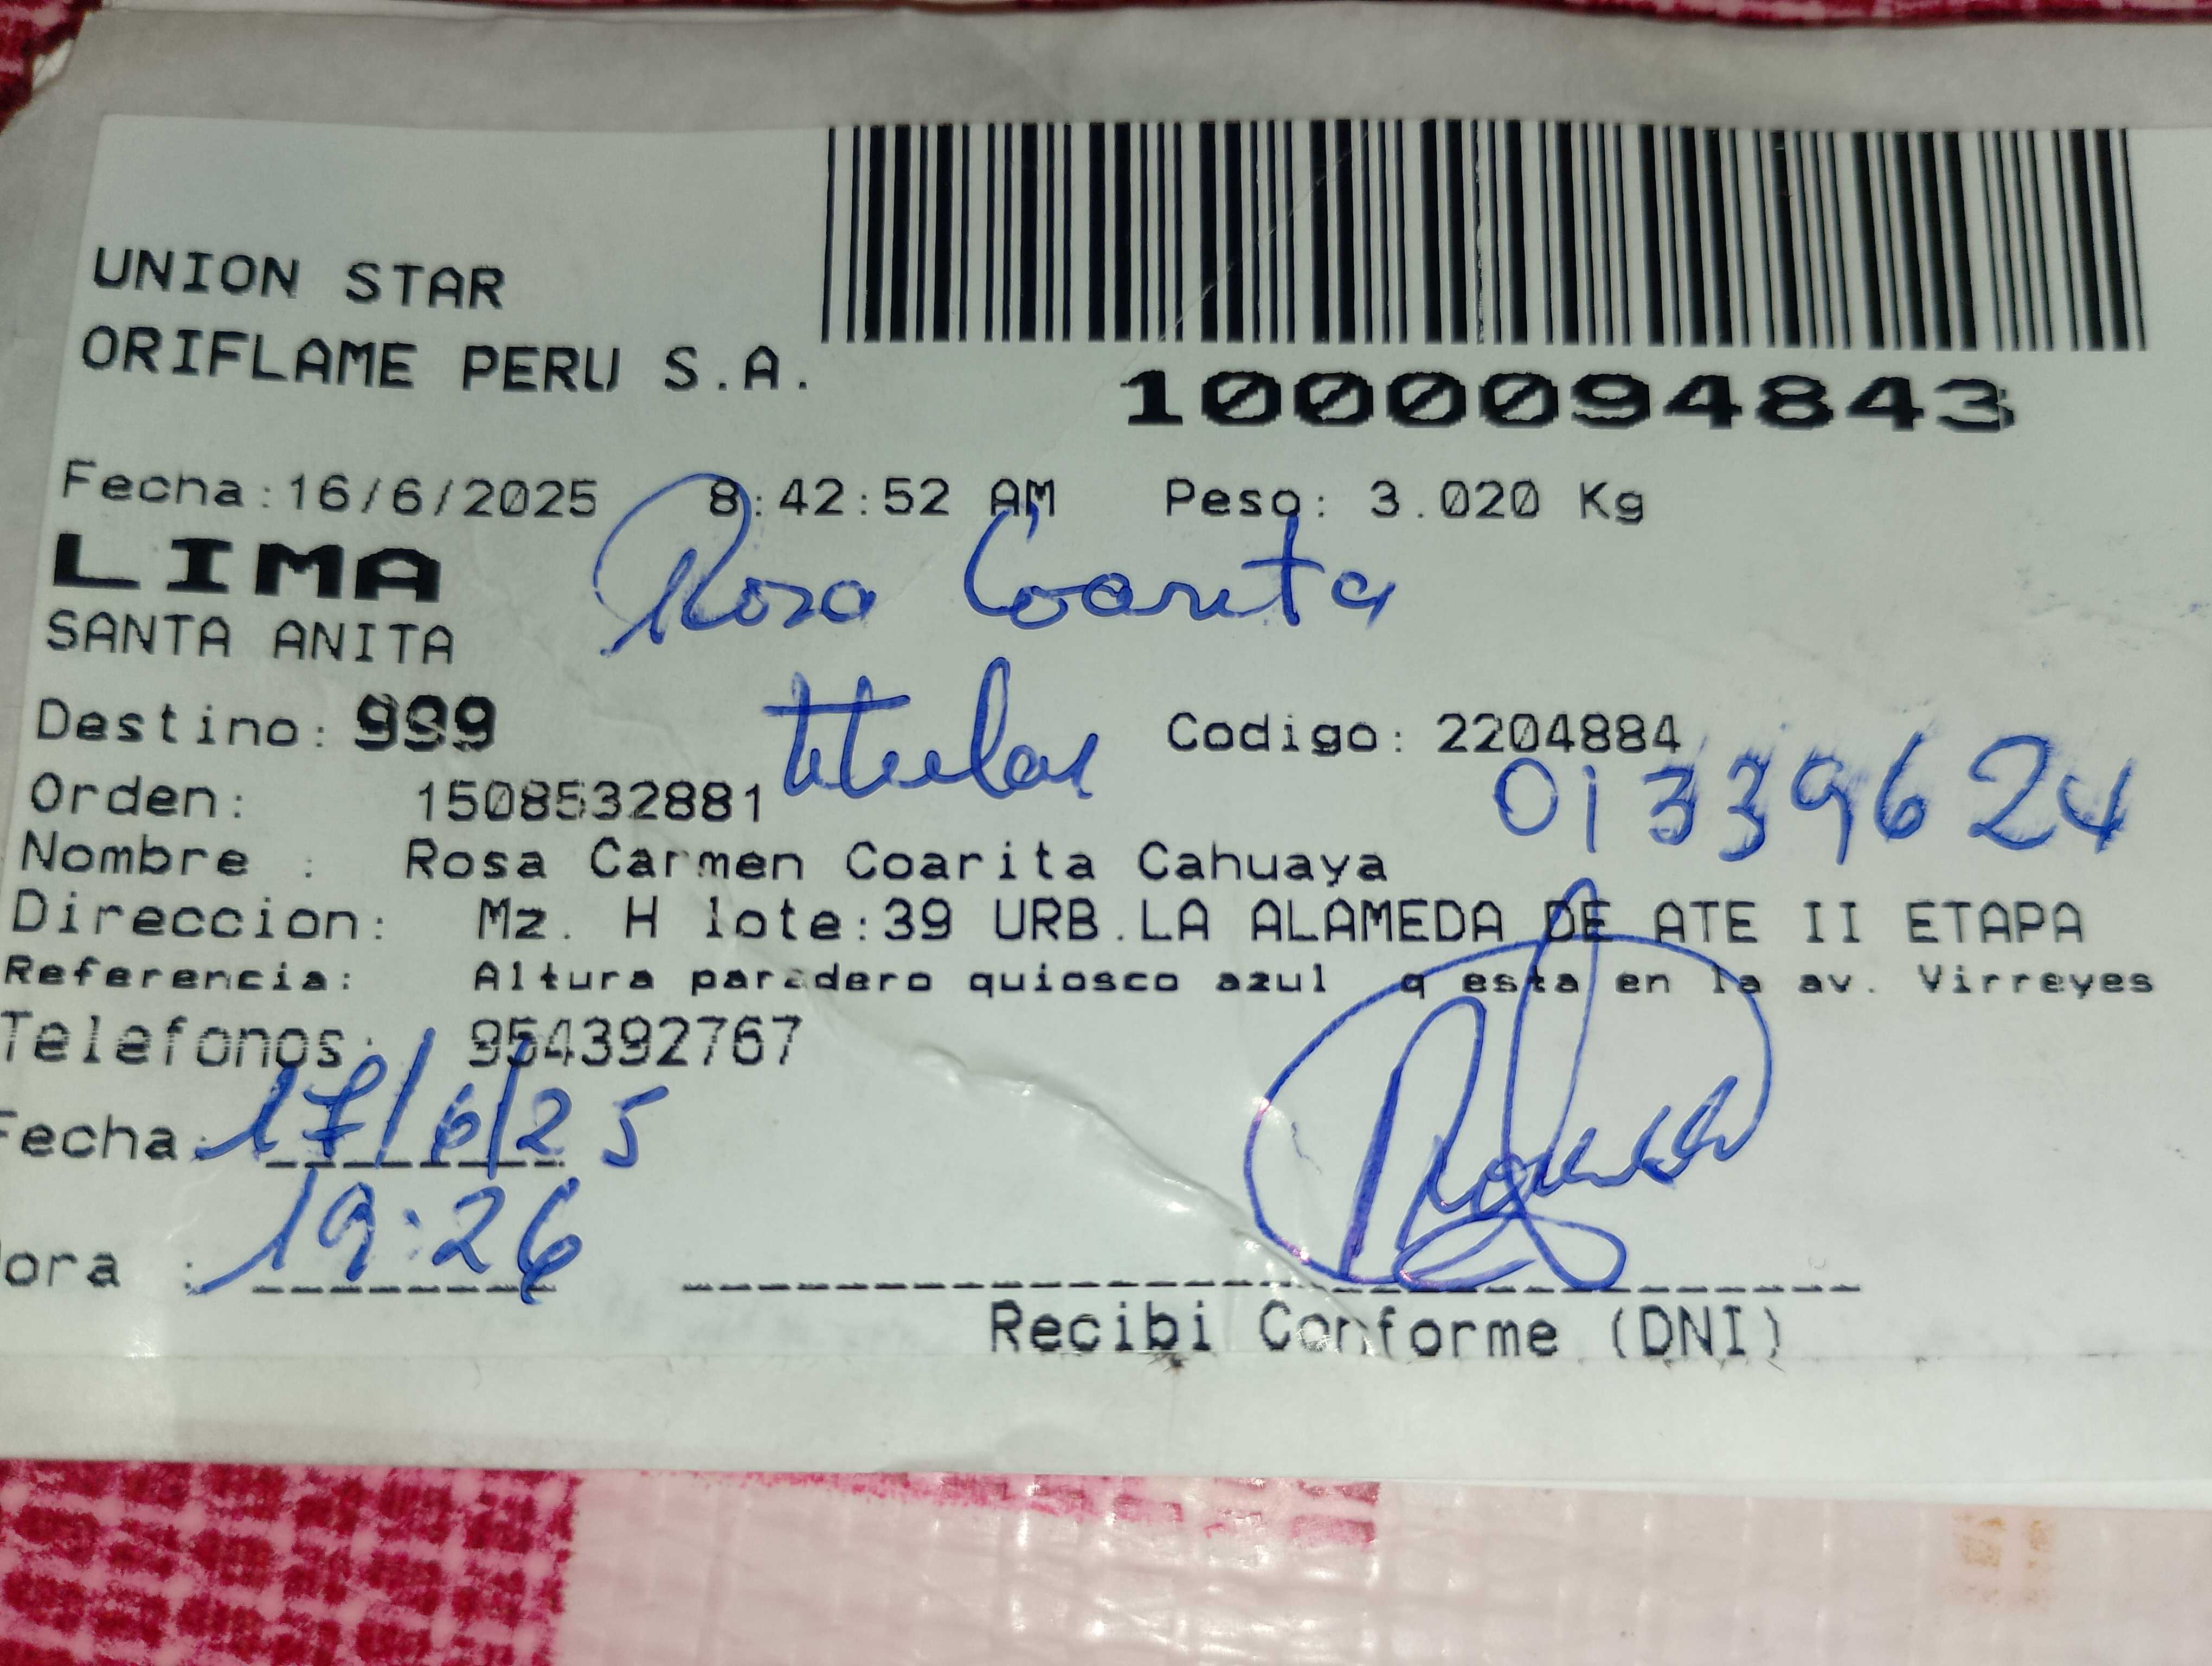 UNION STAR
ORIFLAME PERU S.A.
1000094843
Fecha:16/6/2025 8:42:52 AM Peso: 3.020 Kg
LIMA
Rosa Coarita
SANTA ANITA
titular
Destino: 999 Codigo: 2204884
01339624
Orden: 1508532881
Nombre : Rosa Carmen Coarita Cahuaya
Direccion: Mz. H lote:39 URB.LA ALAMEDA DE ATE II ETAPA
Referencia: Altura paradero quiosco azul q esta en la av. Virreyes
Telefonos: 954392767
Fecha: 17/6/25
ora : 19:26
Recibi Conforme (DNI)